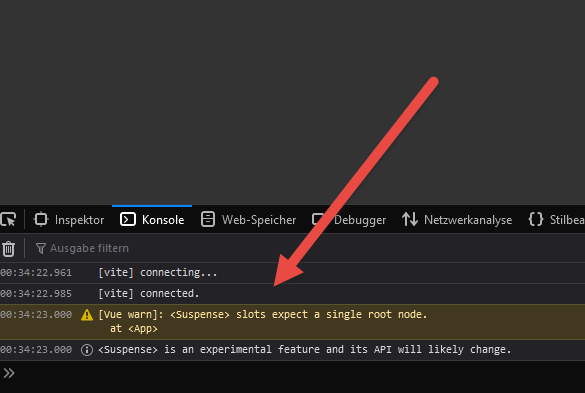 Inspektor Konsole Web-Speicher Debugger Netzwerkanalyse {} Stilbea
Ausgabe filtern
00:34:22.961 [vite] connecting...
00:34:22.985 [vite] connected.
00:34:23.000 [Vue warn]: <Suspense> slots expect a single root node.
at <App>
00:34:23.000 <Suspense> is an experimental feature and its API will likely change.